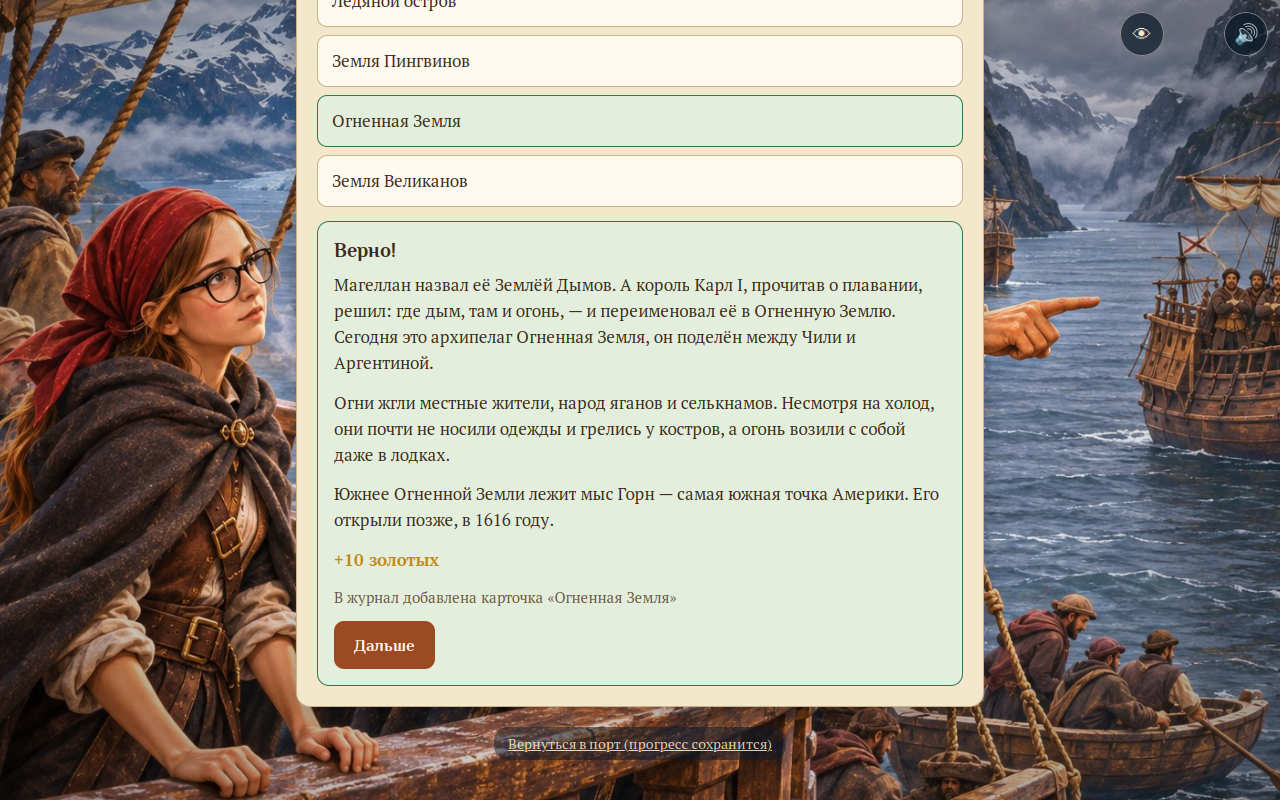 Ледяной остров
Земля Пингвинов
Огненная Земля
Земля Великанов
Верно!
Магеллан назвал её Землёй Дымов. А король Карл I, прочитав о плавании,
решил: где дым, там и огонь, — и переименовал её в Огненную Землю.
Сегодня это архипелаг Огненная Земля, он поделён между Чили и
Аргентиной.
Огни жгли местные жители, народ яганов и селькнамов. Несмотря на холод,
они почти не носили одежды и грелись у костров, а огонь возили с собой
даже в лодках.
Южнее Огненной Земли лежит мыс Горн — самая южная точка Америки. Его
открыли позже, в 1616 году.
+10 золотых
В журнал добавлена карточка «Огненная Земля»
Дальше
Вернуться в порт (прогресс сохранится)